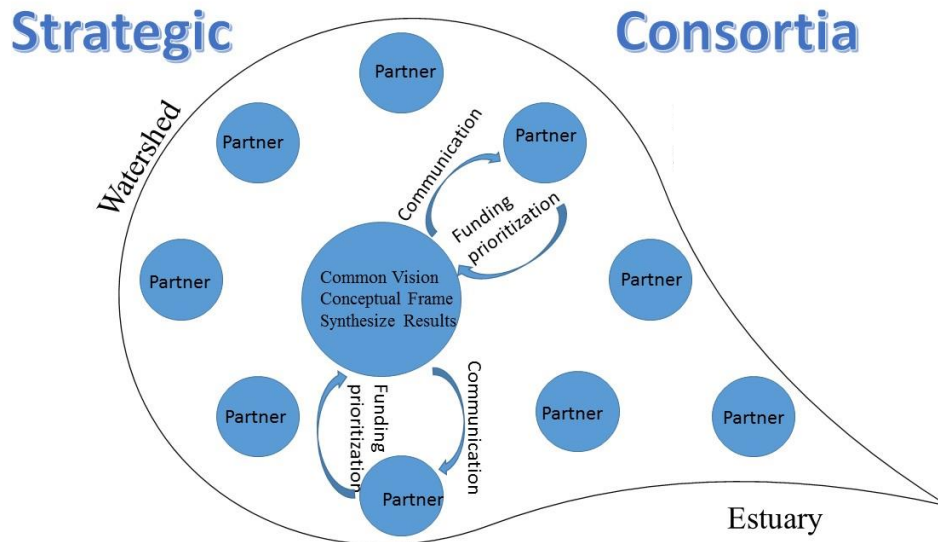 Strategic
Consortia
Partner
Partner
Partner
Watershed
Communication
Funding
prioritization
Partner
Partner
Common Vision
Conceptual Frame
Synthesize Results
Funding
prioritization
Communication
Partner
Partner
Partner
Partner
Estuary